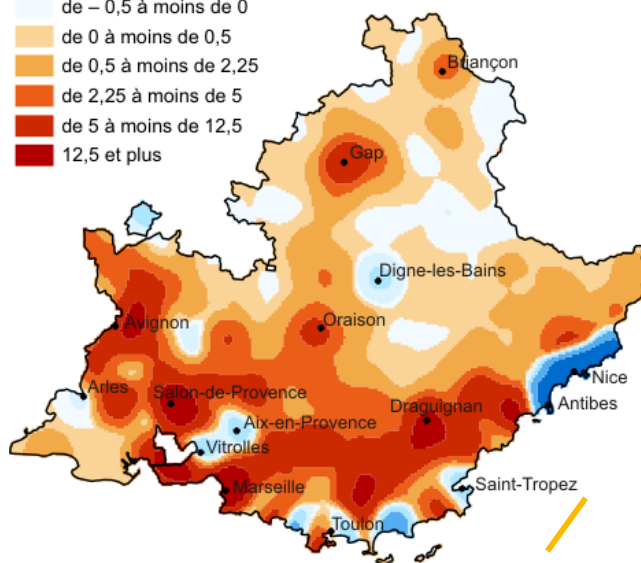 de – 0,5 à moins de 0
de 0 à moins de 0,5
de 0,5 à moins de 2,25
de 2,25 à moins de 5
de 5 à moins de 12,5
12,5 et plus
Briançon
Gap
Digne-les-Bains
Avignon
Oraison
Nice
Arles
Salon-de-Provence
Antibes
Draguignan
Aix-en-Provence
Vitrolles
Marseille
Saint-Tropez
Toulon